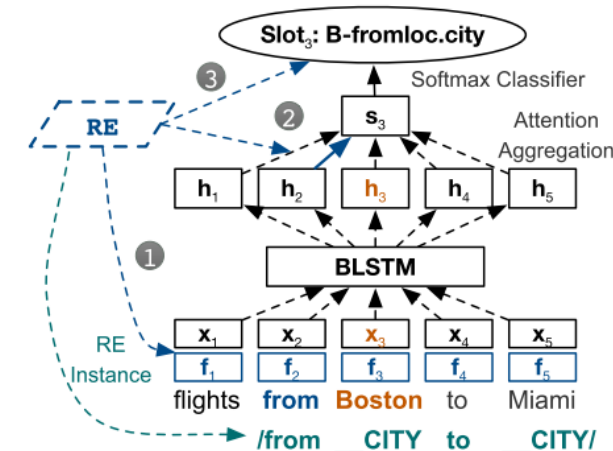 Slot₃: B-fromloc.city
3
Softmax Classifier
RE
2
s₃
Attention
Aggregation
h₁ h₂ h₃ h₄ h₅
1
BLSTM
x₁ x₂ x₃ x₄ x₅
RE
Instance
f₁ f₂ f₃ f₄ f₅
flights from Boston to Miami
/from __CITY to __CITY/